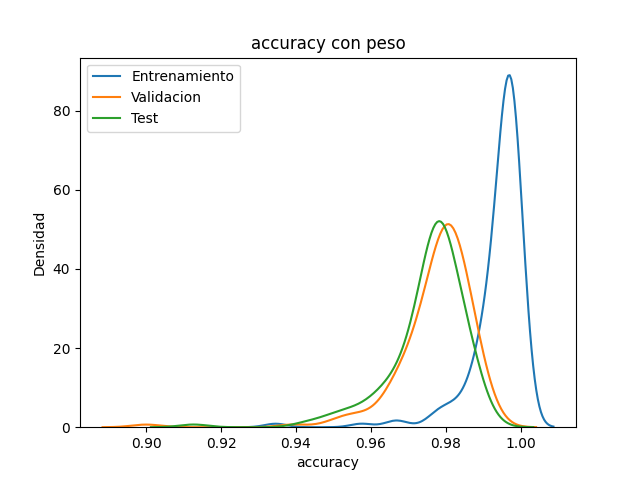 accuracy con peso
Entrenamiento
Validacion
Test
Densidad
80
60
40
20
0
0.90 0.92 0.94 0.96 0.98 1.00
accuracy